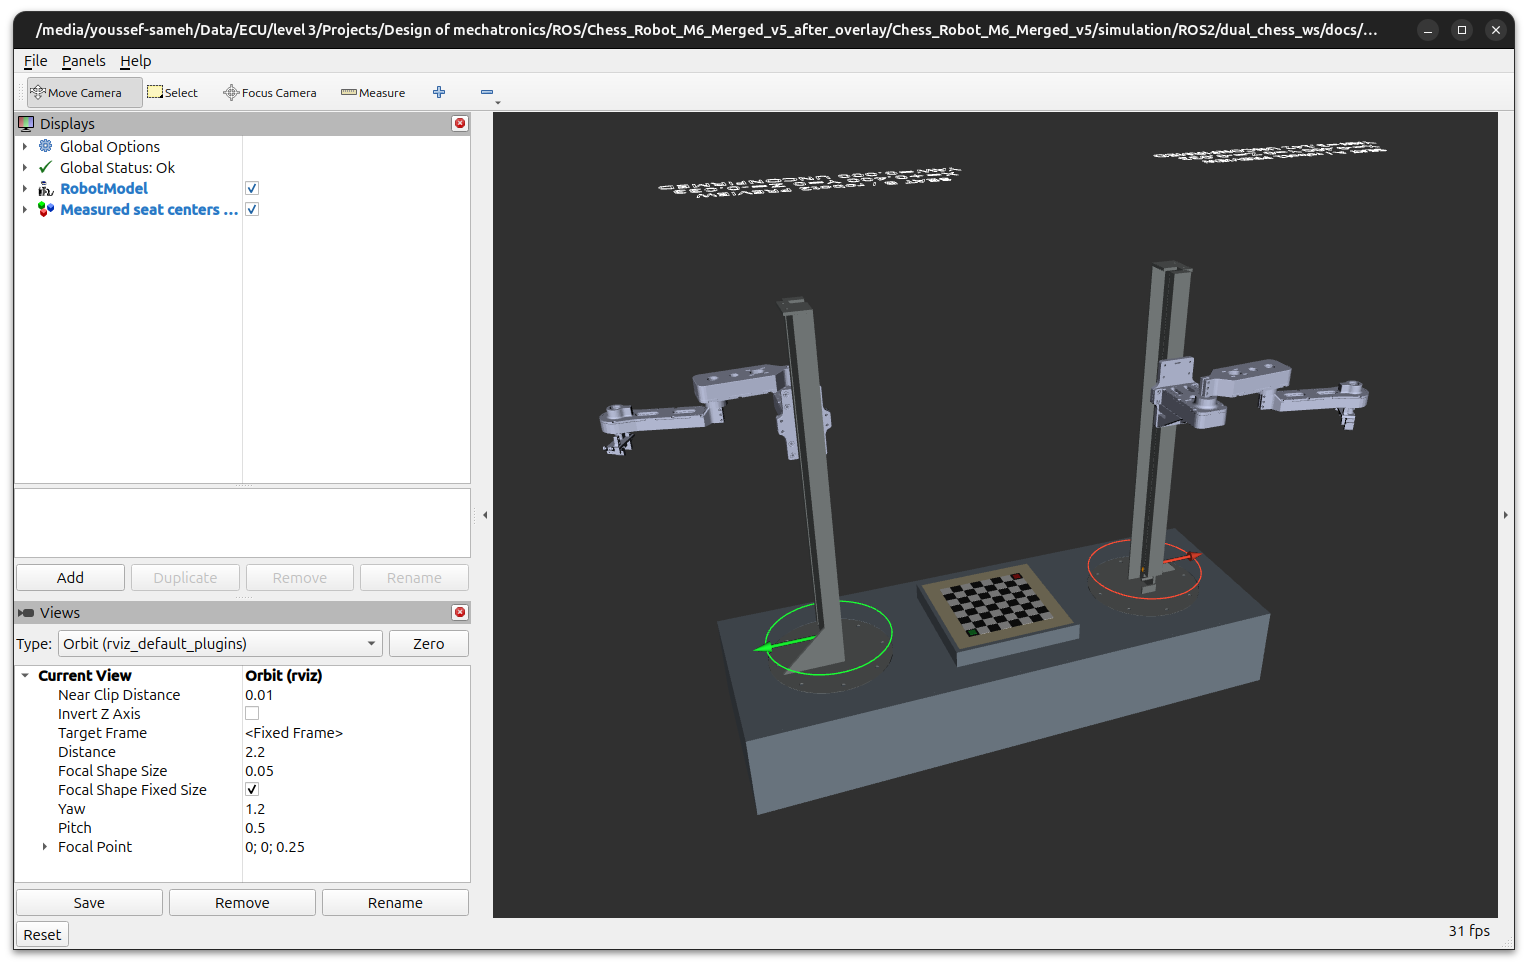 /media/youssef-sameh/Data/ECU/level 3/Projects/Design of mechatronics/ROS/Chess_Robot_M6_Merged_v5_after_overlay/Chess_Robot_M6_Merged_v5/simulation/ROS2/dual_chess_ws/docs/...
File Panels Help
Move Camera Select Focus Camera Measure
Displays
Global Options
Global Status: Ok
RobotModel
Measured seat centers ...
Add Duplicate Remove Rename
Views
Type: Orbit (rviz_default_plugins) Zero
Current View Orbit (rviz)
Near Clip Distance 0.01
Invert Z Axis
Target Frame <Fixed Frame>
Distance 2.2
Focal Shape Size 0.05
Focal Shape Fixed Size
Yaw 1.2
Pitch 0.5
Focal Point 0; 0; 0.25
Save Remove Rename
Reset
31 fps
PREVIEW
UNCONFIRMED